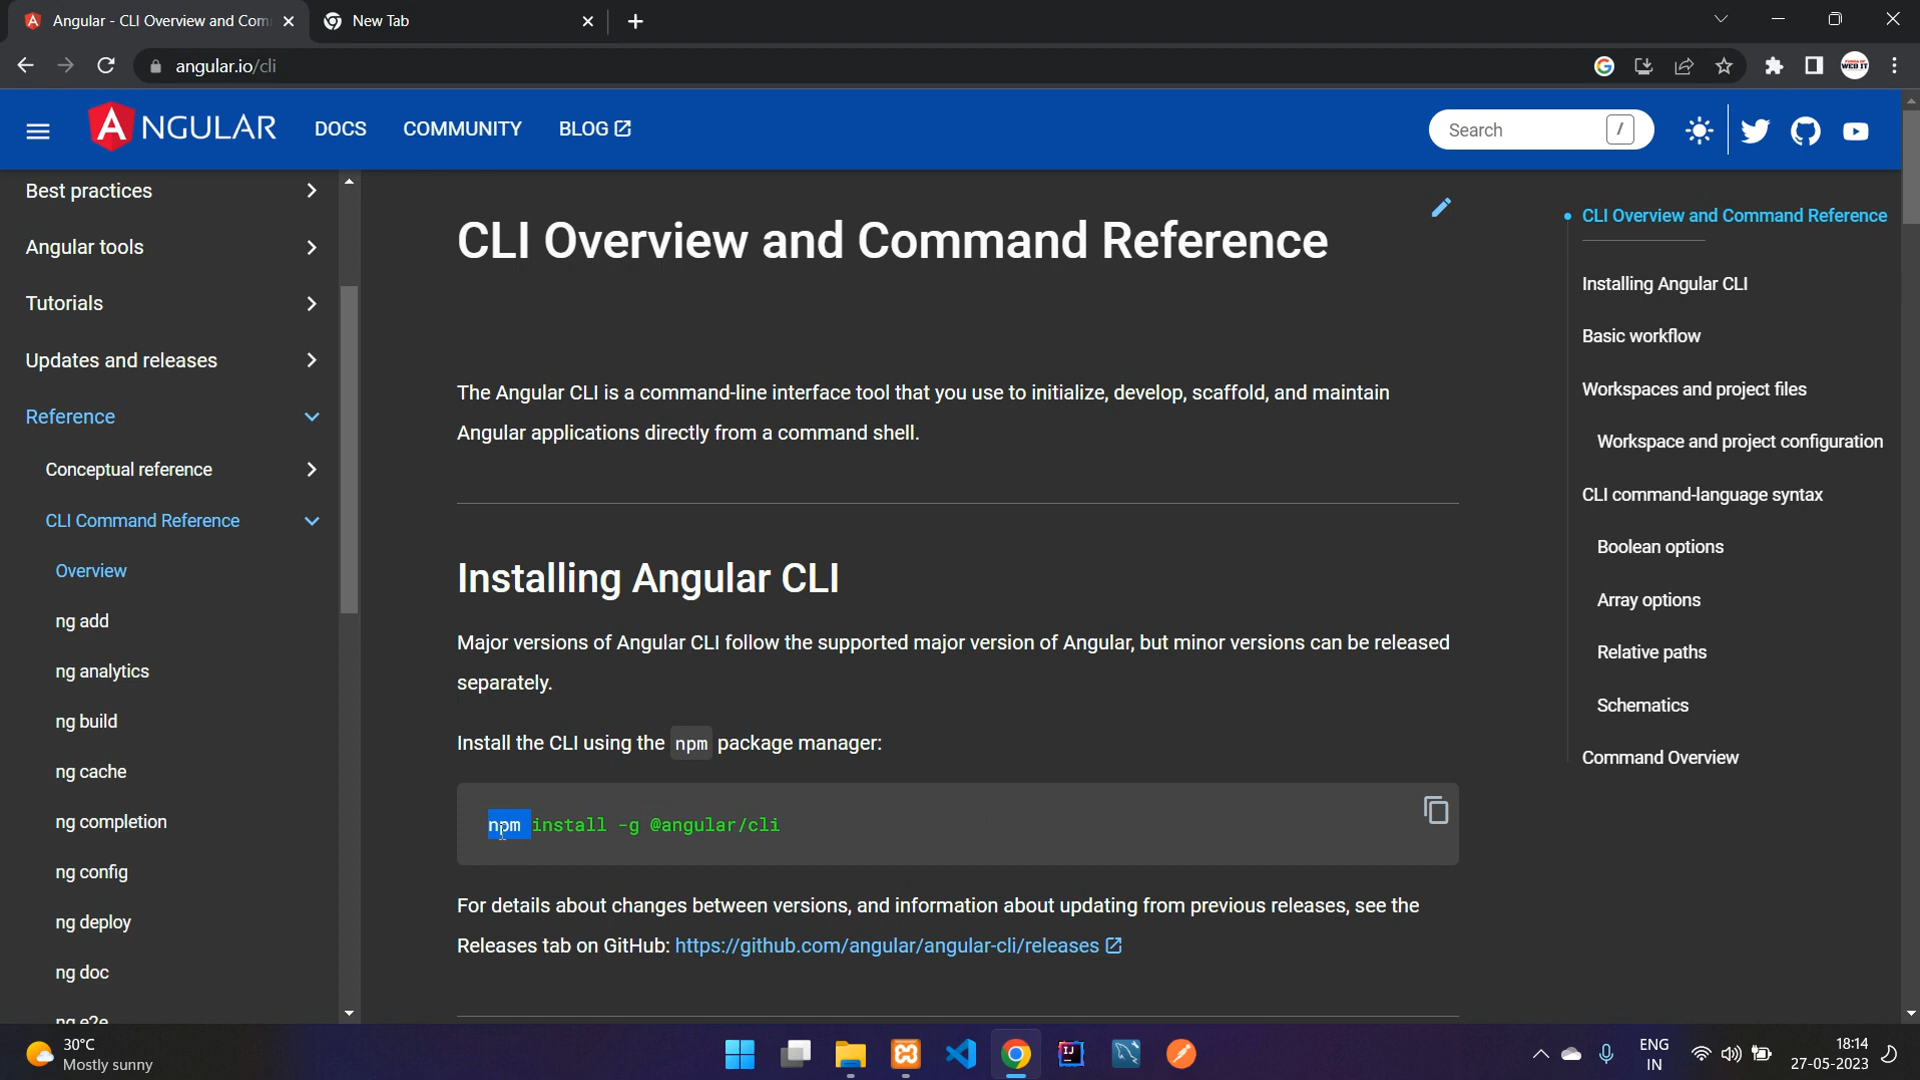 Angular - CLI Overview and Com
New Tab
angular.io/cli
WEB IT
ANGULAR
DOCS
COMMUNITY
BLOG
Search
/
Best practices
Angular tools
Tutorials
Updates and releases
Reference
Conceptual reference
CLI Command Reference
Overview
ng add
ng analytics
ng build
ng cache
ng completion
ng config
ng deploy
ng doc
ng e2e
CLI Overview and Command Reference
The Angular CLI is a command-line interface tool that you use to initialize, develop, scaffold, and maintain
Angular applications directly from a command shell.
Installing Angular CLI
Major versions of Angular CLI follow the supported major version of Angular, but minor versions can be released
separately.
Install the CLI using the npm package manager:
npm install -g @angular/cli
For details about changes between versions, and information about updating from previous releases, see the
Releases tab on GitHub: https://github.com/angular/angular-cli/releases
CLI Overview and Command Reference
Installing Angular CLI
Basic workflow
Workspaces and project files
Workspace and project configuration
CLI command-language syntax
Boolean options
Array options
Relative paths
Schematics
Command Overview
30°C
Mostly sunny
IJ
ENG
IN
18:14
27-05-2023